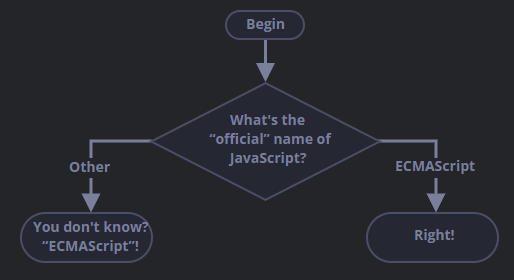 Begin
What's the
“official” name of
JavaScript?
Other
ECMAScript
You don't know?
“ECMAScript”!
Right!